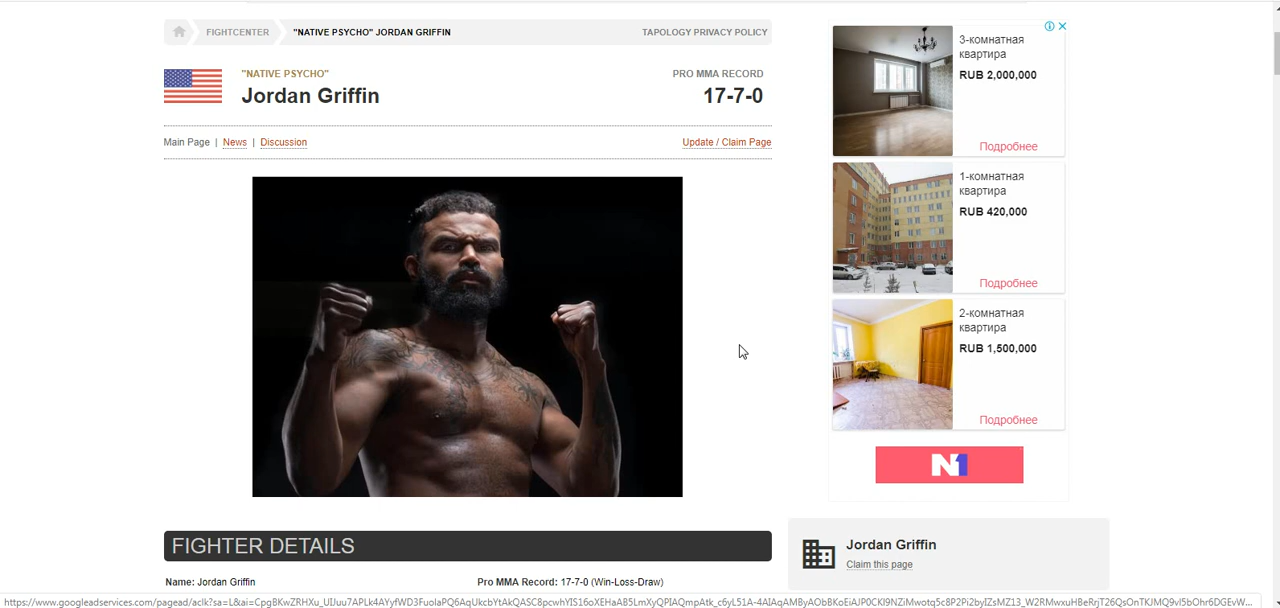 FIGHTCENTER
"NATIVE PSYCHO" JORDAN GRIFFIN
TAPOLOGY PRIVACY POLICY
"NATIVE PSYCHO"
PRO MMA RECORD
Jordan Griffin
17-7-0
Main Page | News | Discussion
Update / Claim Page
FIGHTER DETAILS
Name: Jordan Griffin
Pro MMA Record: 17-7-0 (Win-Loss-Draw)
3-комнатная
квартира
RUB 2,000,000
Подробнее
1-комнатная
квартира
RUB 420,000
Подробнее
2-комнатная
квартира
RUB 1,500,000
Подробнее
N1
Jordan Griffin
Claim this page